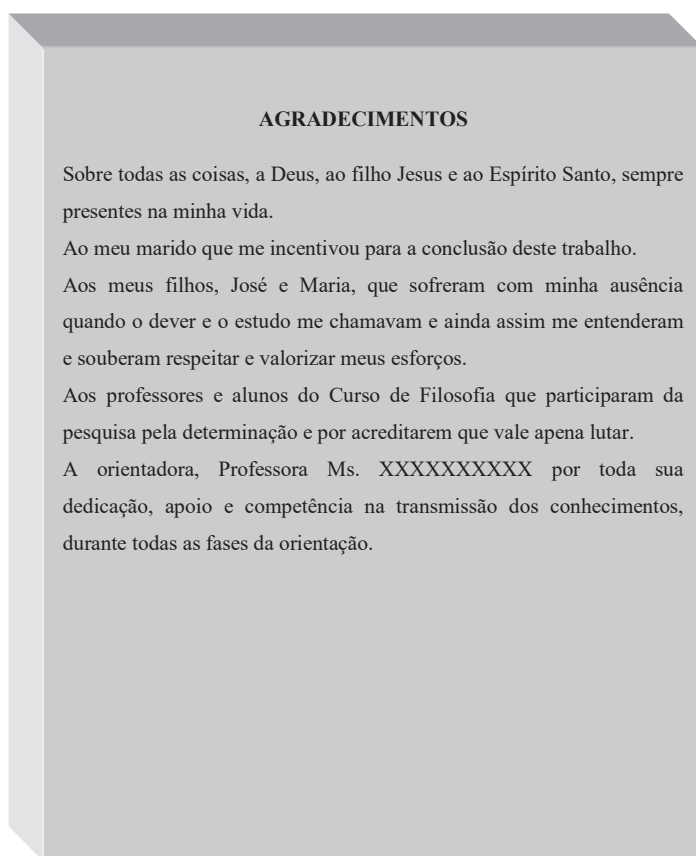 AGRADECIMENTOS
Sobre todas as coisas, a Deus, ao filho Jesus e ao Espírito Santo, sempre
presentes na minha vida.
Ao meu marido que me incentivou para a conclusão deste trabalho.
Aos meus filhos, José e Maria, que sofreram com minha ausência
quando o dever e o estudo me chamavam e ainda assim me entenderam
e souberam respeitar e valorizar meus esforços.
Aos professores e alunos do Curso de Filosofia que participaram da
pesquisa pela determinação e por acreditarem que vale apena lutar.
A orientadora, Professora Ms. XXXXXXXXXX por toda sua
dedicação, apoio e competência na transmissão dos conhecimentos,
durante todas as fases da orientação.